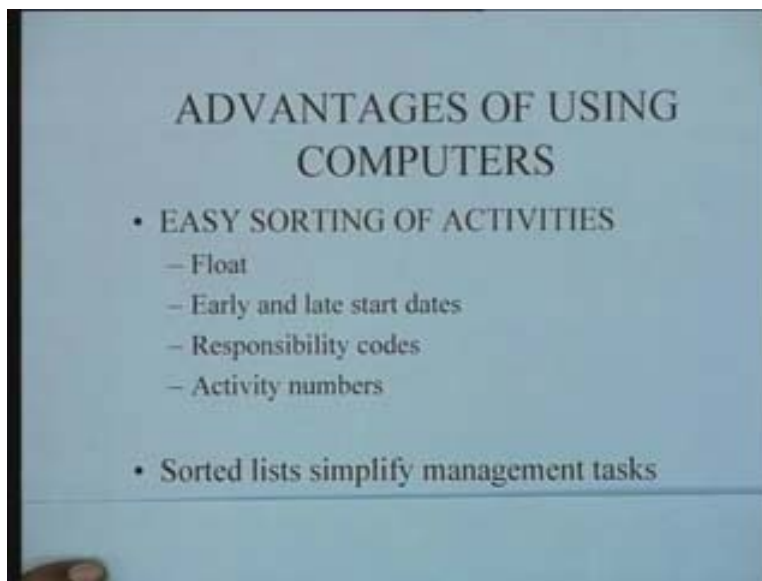 ADVANTAGES OF USING
COMPUTERS
• EASY SORTING OF ACTIVITIES
– Float
– Early and late start dates
– Responsibility codes
– Activity numbers
• Sorted lists simplify management tasks